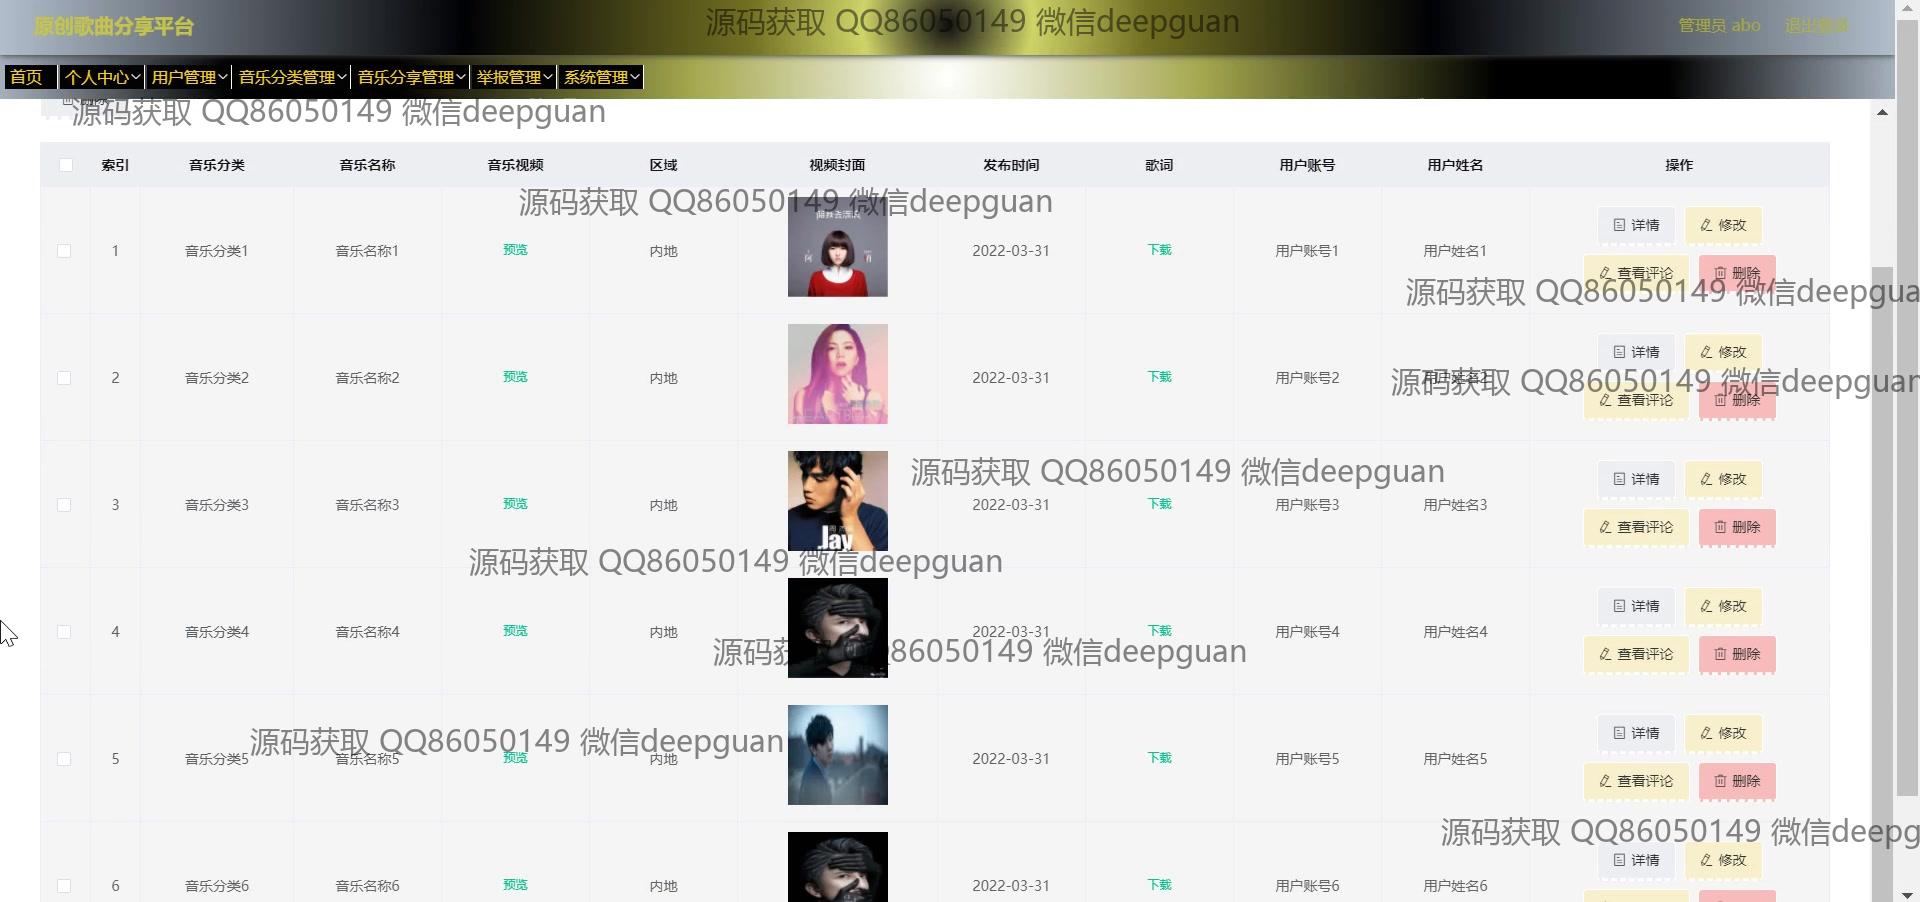 原创歌曲分享平台
源码获取 QQ86050149 微信deepguan
管理员 abo 退出登录
首页 个人中心 用户管理 音乐分类管理 音乐分享管理 举报管理 系统管理
删除
源码获取 QQ86050149 微信deepguan
索引 音乐分类 音乐名称 音乐视频 区域 视频封面 发布时间 歌词 用户账号 用户姓名 操作
源码获取 QQ86050149 微信deepguan
详情 修改
1 音乐分类1 音乐名称1 预览 内地 2022-03-31 下载 用户账号1 用户姓名1
查看评论 删除
源码获取 QQ86050149 微信deepgua
详情 修改
2 音乐分类2 音乐名称2 预览 内地 2022-03-31 下载 用户账号2 用户姓名2
源码获取 QQ86050149 微信deepguan
查看评论 删除
源码获取 QQ86050149 微信deepguan
详情 修改
3 音乐分类3 音乐名称3 预览 内地 2022-03-31 下载 用户账号3 用户姓名3
查看评论 删除
Jay
源码获取 QQ86050149 微信deepguan
详情 修改
4 音乐分类4 音乐名称4 预览 内地 2022-03-31 下载 用户账号4 用户姓名4
源码获 86050149 微信deepguan
查看评论 删除
详情 修改
源码获取 QQ86050149 微信deepguan
5 音乐分类5 音乐名称5 预览 内地 2022-03-31 下载 用户账号5 用户姓名5
查看评论 删除
源码获取 QQ86050149 微信deepg
详情 修改
6 音乐分类6 音乐名称6 预览 内地 2022-03-31 下载 用户账号6 用户姓名6